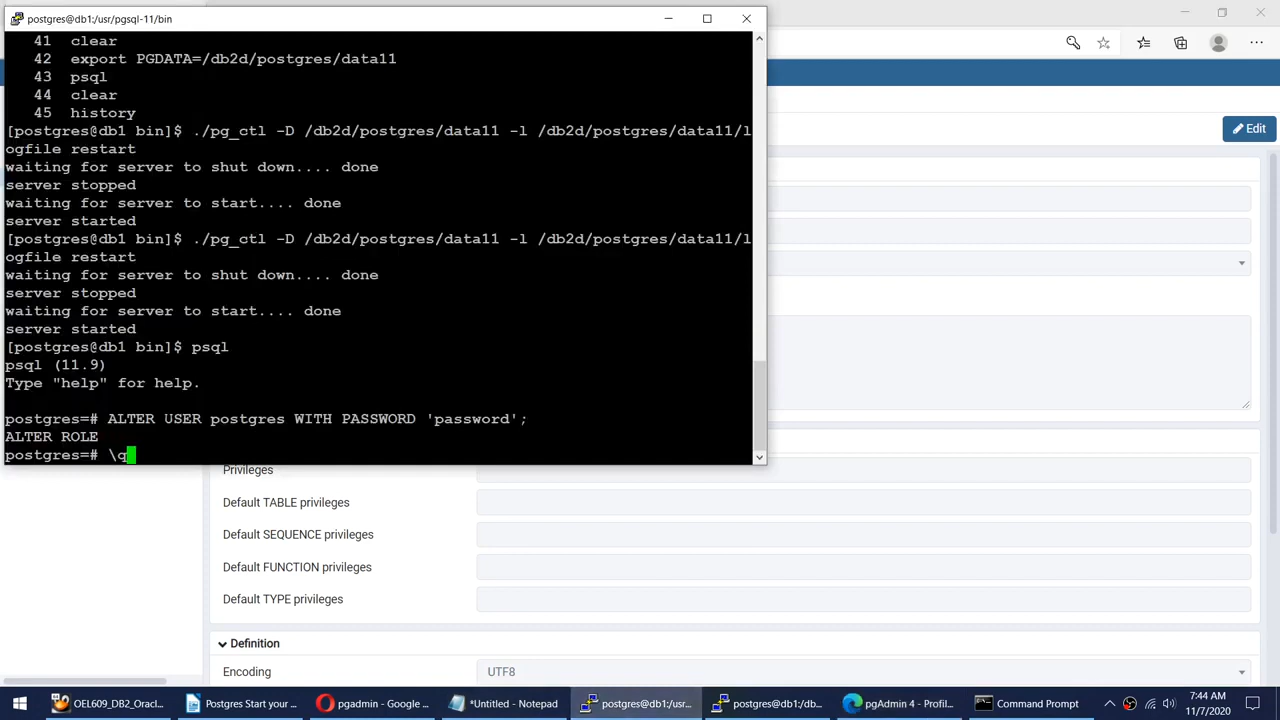 postgres@db1:/usr/pgsql-11/bin
41 clear
42 export PGDATA=/db2d/postgres/data11
43 psql
44 clear
45 history
[postgres@db1 bin]$ ./pg_ctl -D /db2d/postgres/data11 -l /db2d/postgres/data11/l
ogfile restart
waiting for server to shut down.... done
server stopped
waiting for server to start.... done
server started
[postgres@db1 bin]$ ./pg_ctl -D /db2d/postgres/data11 -l /db2d/postgres/data11/l
ogfile restart
waiting for server to shut down.... done
server stopped
waiting for server to start.... done
server started
[postgres@db1 bin]$ psql
psql (11.9)
Type "help" for help.
postgres=# ALTER USER postgres WITH PASSWORD 'password';
ALTER ROLE
postgres=# \q
Edit
Privileges
Default TABLE privileges
Default SEQUENCE privileges
Default FUNCTION privileges
Default TYPE privileges
Definition
Encoding
UTF8
OEL609_DB2_Oracl...
Postgres Start your ...
pgadmin - Google ...
*Untitled - Notepad
postgres@db1:/usr...
postgres@db1:/db...
pgAdmin 4 - Profil...
Command Prompt
7:44 AM
11/7/2020